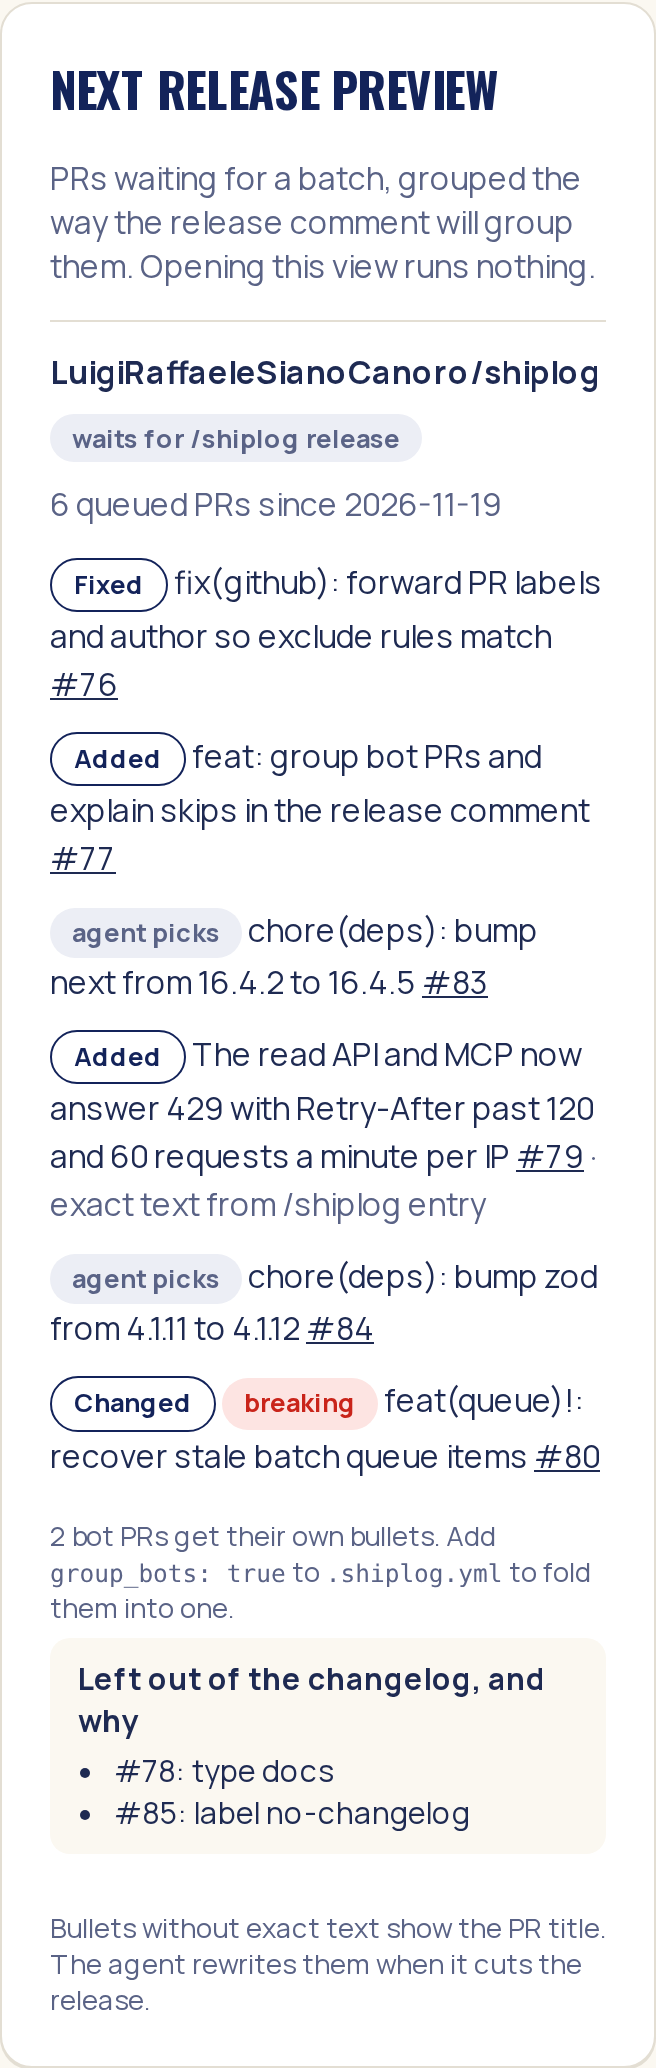 NEXT RELEASE PREVIEW
PRs waiting for a batch, grouped the
way the release comment will group
them. Opening this view runs nothing.
LuigiRaffaeleSianoCanoro/shiplog
waits for /shiplog release
6 queued PRs since 2026-11-19
Fixed fix(github): forward PR labels
and author so exclude rules match
#76
Added feat: group bot PRs and
explain skips in the release comment
#77
agent picks chore(deps): bump
next from 16.4.2 to 16.4.5 #83
Added The read API and MCP now
answer 429 with Retry-After past 120
and 60 requests a minute per IP #79 ·
exact text from /shiplog entry
agent picks chore(deps): bump zod
from 4.1.11 to 4.1.12 #84
Changed breaking feat(queue)!:
recover stale batch queue items #80
2 bot PRs get their own bullets. Add
group_bots: true to .shiplog.yml to fold
them into one.
Left out of the changelog, and
why
• #78: type docs
• #85: label no-changelog
Bullets without exact text show the PR title.
The agent rewrites them when it cuts the
release.